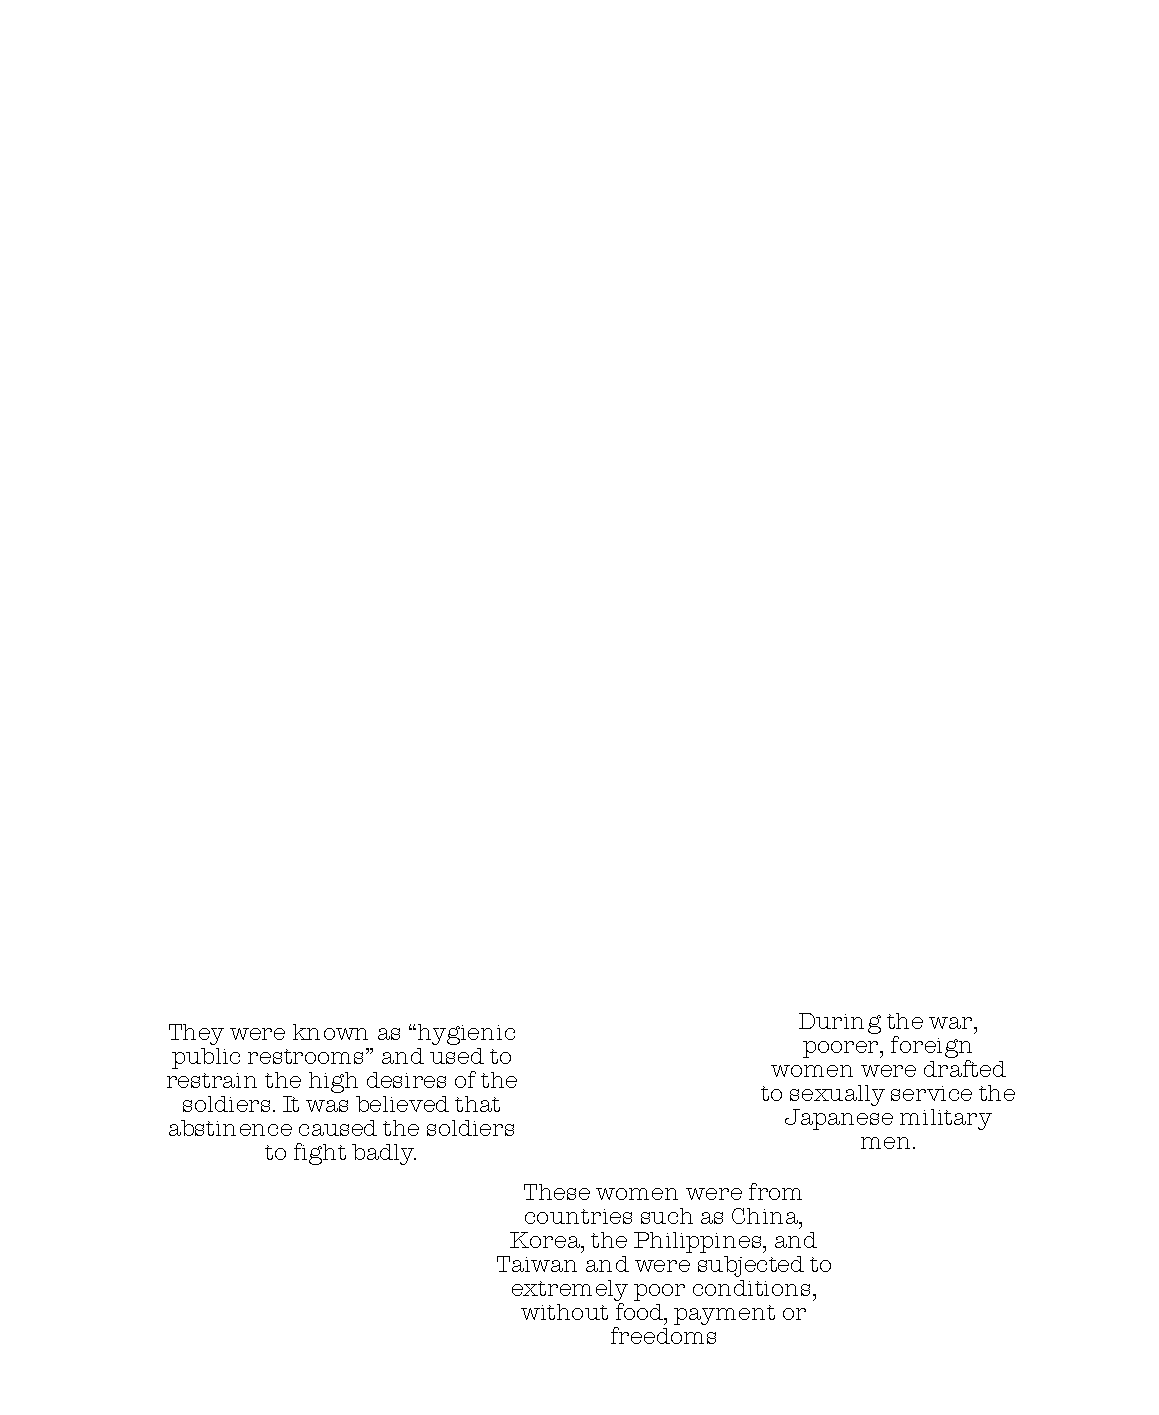 They were known as “hygienic
public restrooms” and used to
restrain the high desires of the
soldiers. It was believed that
abstinence caused the soldiers
to fight badly.
During the war,
poorer, foreign
women were drafted
to sexually service the
Japanese military
men.
These women were from
countries such as China,
Korea, the Philippines, and
Taiwan and were subjected to
extremely poor conditions,
without food, payment or
freedoms